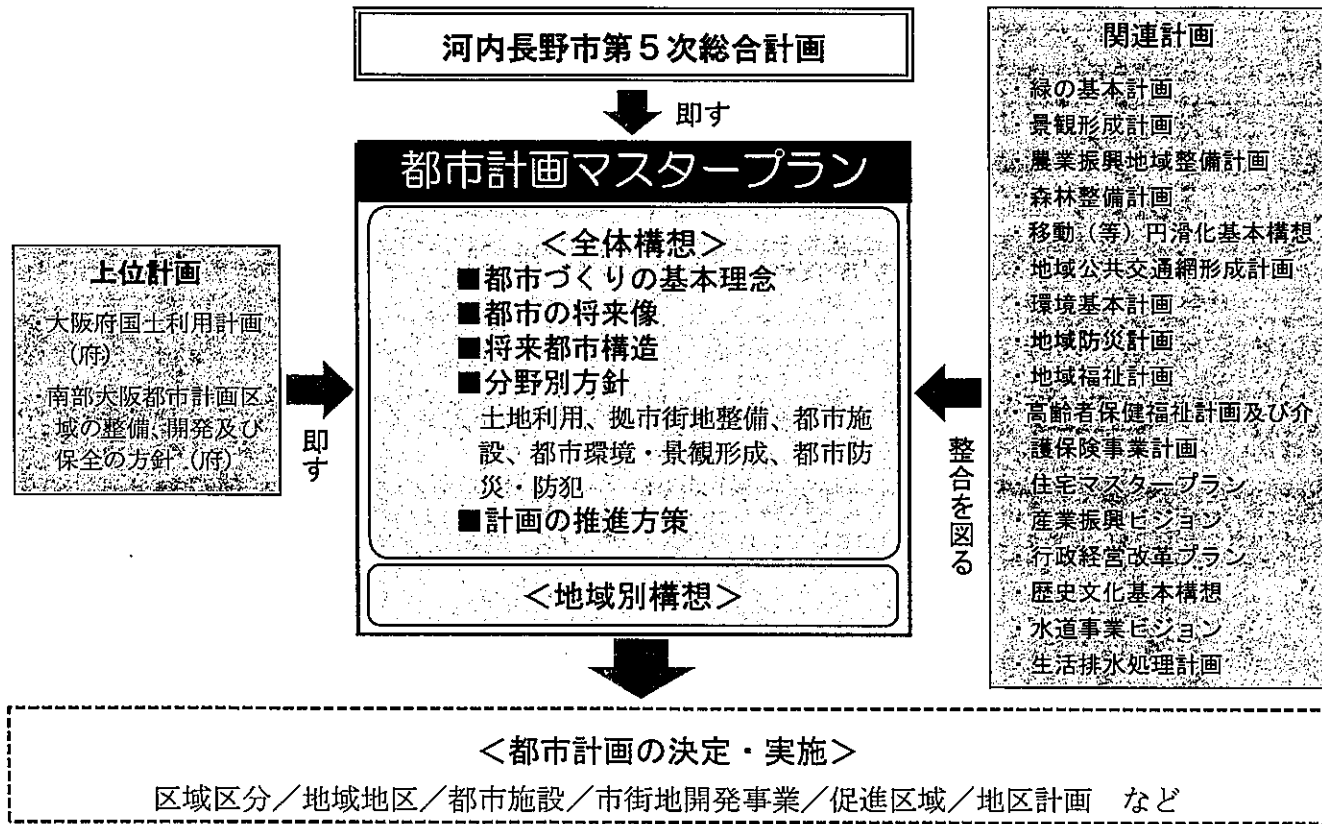 河内長野市第5次総合計画
即す
都市計画マスタープラン
＜全体構想＞
■都市づくりの基本理念
■都市の将来像
■将来都市構造
■分野別方針
土地利用、拠市街地整備、都市施
設、都市環境・景観形成、都市防
災・防犯
■計画の推進方策
＜地域別構想＞
上位計画
・大阪府国土利用計画
（府）
・南部大阪都市計画区
域の整備、開発及び
保全の方針（府）
即す
関連計画
・緑の基本計画
・景観形成計画
・農業振興地域整備計画
・森林整備計画
・移動（等）円滑化基本構想
・地域公共交通網形成計画
・環境基本計画
・地域防災計画
・地域福祉計画
・高齢者保健福祉計画及び介
護保険事業計画
・住宅マスタープラン
・産業振興ビジョン
・行政経営改革プラン
・歴史文化基本構想
・水道事業ビジョン
・生活排水処理計画
整合を図る
＜都市計画の決定・実施＞
区域区分／地域地区／都市施設／市街地開発事業／促進区域／地区計画　など